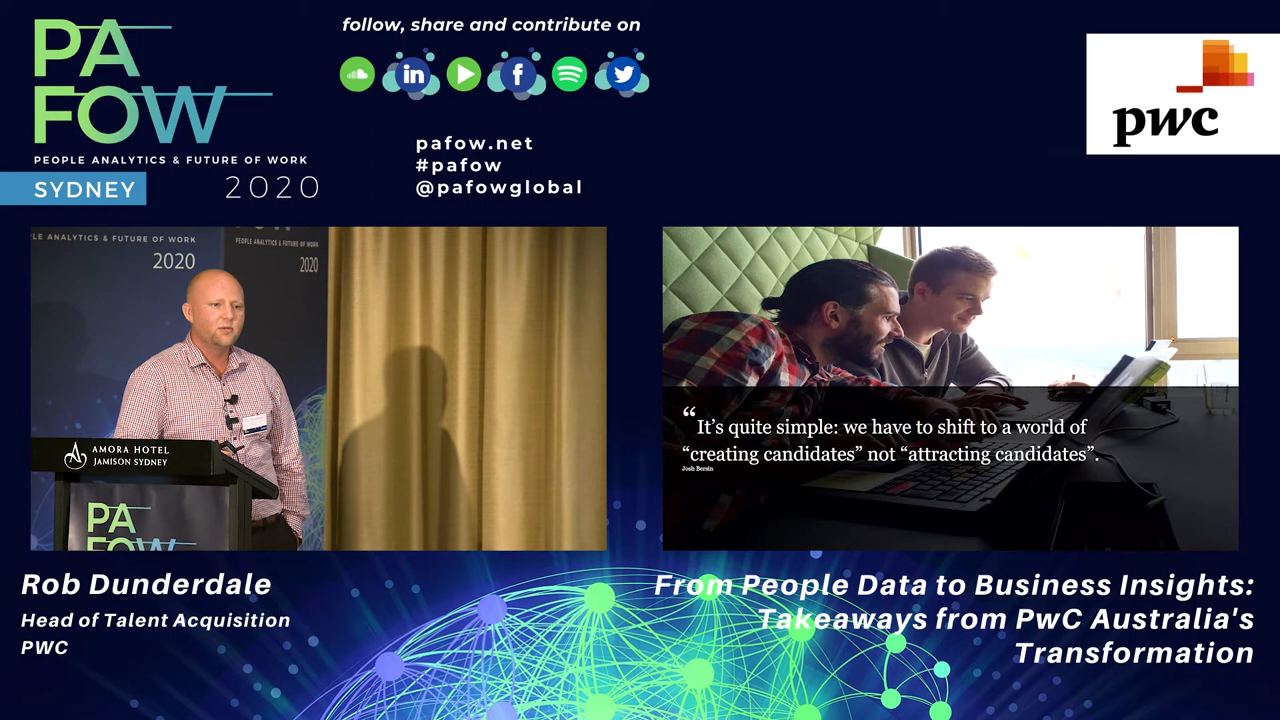 PA
FOW
PEOPLE ANALYTICS & FUTURE OF WORK
SYDNEY
2020
follow, share and contribute on
in
f
pafow.net
#pafow
@pafowglobal
pwc
PLE ANALYTICS & FUTURE OF WORK
2020
PEOPLE ANALYTICS & FUTURE OF WORK
2020
AMORA HOTEL
JAMISON SYDNEY
PA
FOW
“It’s quite simple: we have to shift to a world of
“creating candidates” not “attracting candidates”.
Josh Bersin
Rob Dunderdale
Head of Talent Acquisition
PWC
From People Data to Business Insights:
Takeaways from PwC Australia's
Transformation